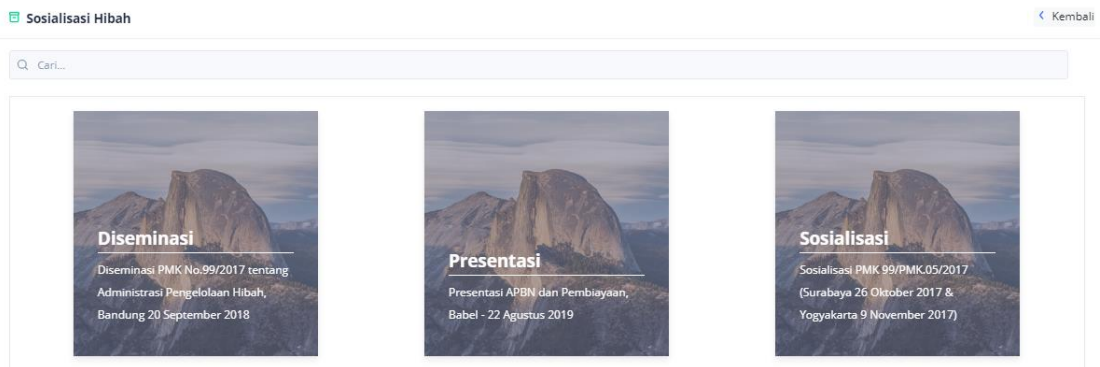 Sosialisasi Hibah
Kembali
Cari...
Diseminasi
Diseminasi PMK No.99/2017 tentang
Administrasi Pengelolaan Hibah,
Bandung 20 September 2018
Presentasi
Presentasi APBN dan Pembiayaan,
Babel - 22 Agustus 2019
Sosialisasi
Sosialisasi PMK 99/PMK.05/2017
(Surabaya 26 Oktober 2017 &
Yogyakarta 9 November 2017)